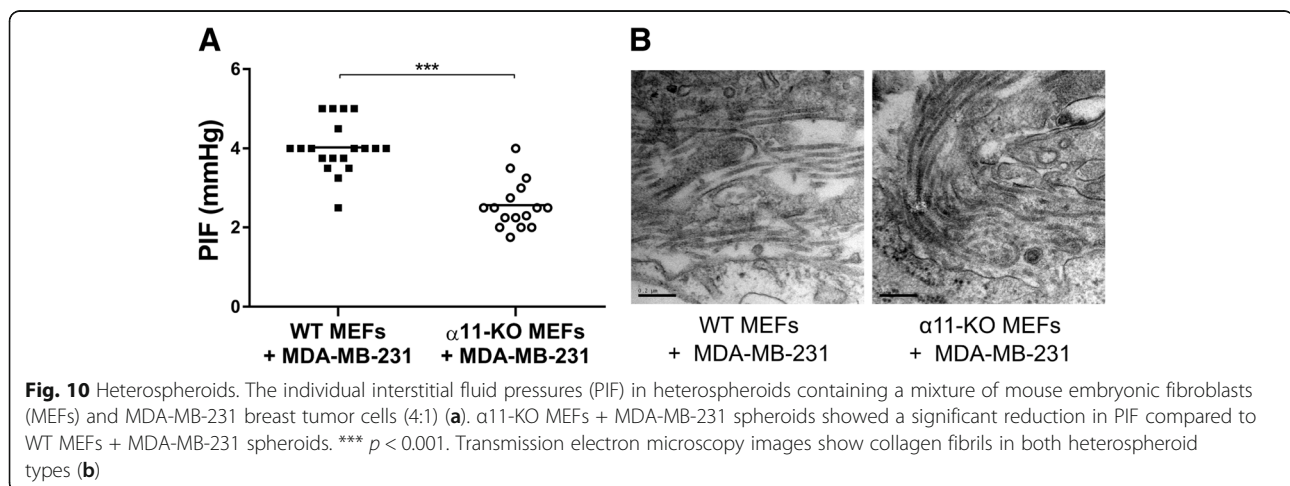 A
***
6
4
2
0
PIF (mmHg)
WT MEFs
+ MDA-MB-231
α11-KO MEFs
+ MDA-MB-231
B
0.2 μm
WT MEFs
+ MDA-MB-231
α11-KO MEFs
+ MDA-MB-231
Fig. 10 Heterospheroids. The individual interstitial fluid pressures (PIF) in heterospheroids containing a mixture of mouse embryonic fibroblasts
(MEFs) and MDA-MB-231 breast tumor cells (4:1) (a). α11-KO MEFs + MDA-MB-231 spheroids showed a significant reduction in PIF compared to
WT MEFs + MDA-MB-231 spheroids. *** p < 0.001. Transmission electron microscopy images show collagen fibrils in both heterospheroid
types (b)